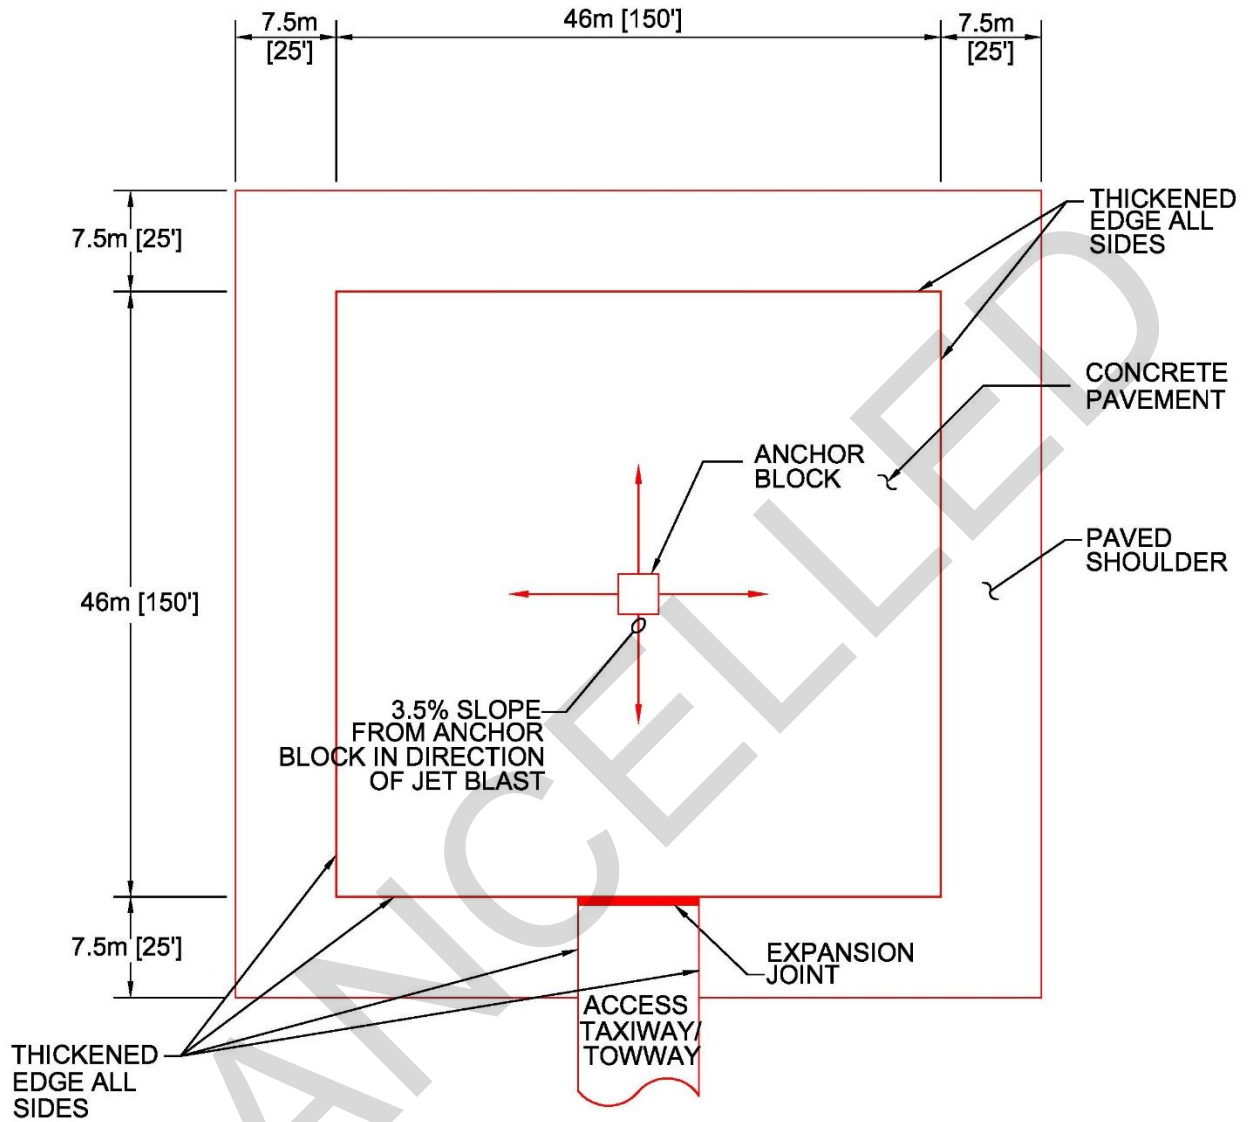 7.5m
[25']
46m [150']
7.5m
[25']
7.5m [25']
THICKENED
EDGE ALL
SIDES
CONCRETE
PAVEMENT
ANCHOR
BLOCK
PAVED
SHOULDER
46m [150']
3.5% SLOPE
FROM ANCHOR
BLOCK IN DIRECTION
OF JET BLAST
7.5m [25']
EXPANSION
JOINT
ACCESS
TAXIWAY/
TOWWAY
THICKENED
EDGE ALL
SIDES
ANCELLED